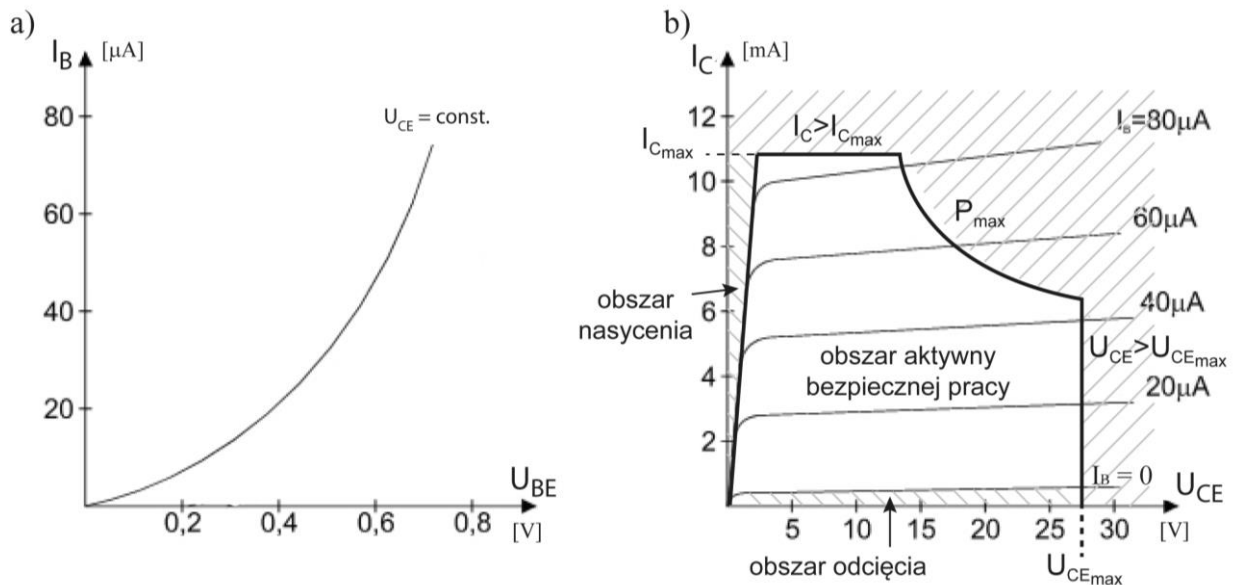 a)
I_B [μA]
80
60
40
20
U_CE = const.
0,2 0,4 0,6 0,8
U_BE
[V]
b)
I_C [mA]
12
I_Cmax
10
8
6
4
2
I_C>I_Cmax
I_B=80μA
P_max
60μA
obszar
nasycenia
40μA
U_CE>U_CEmax
obszar aktywny
bezpiecznej pracy
20μA
I_B = 0
U_CE
5 10 15 20 25 30 [V]
obszar odcięcia
U_CEmax